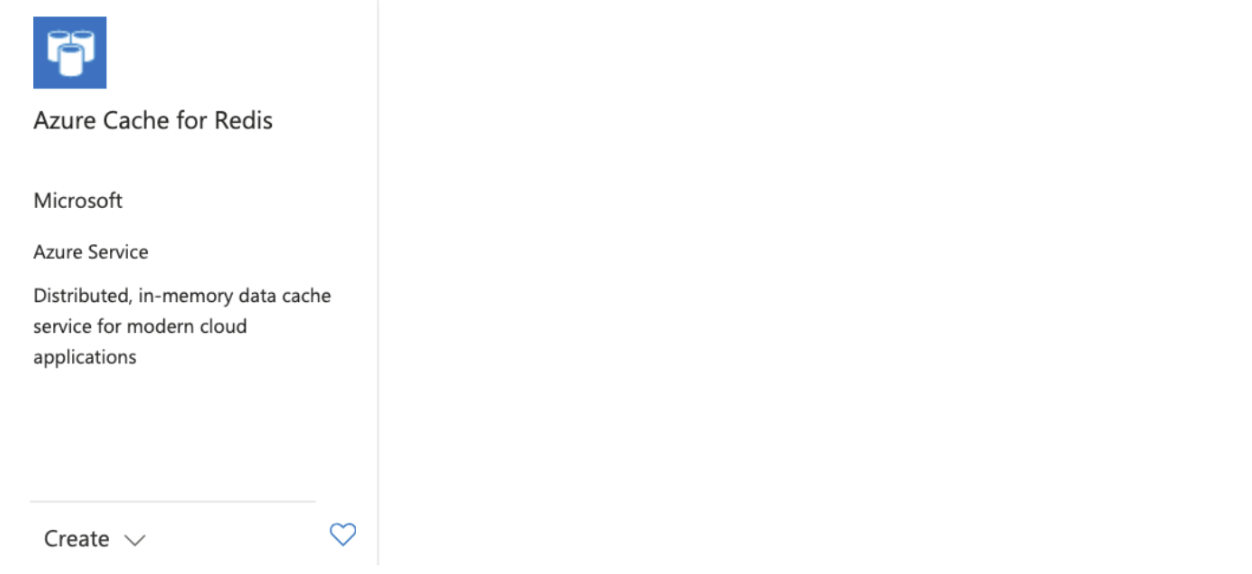 Azure Cache for Redis
Microsoft
Azure Service
Distributed, in-memory data cache
service for modern cloud
applications
Create